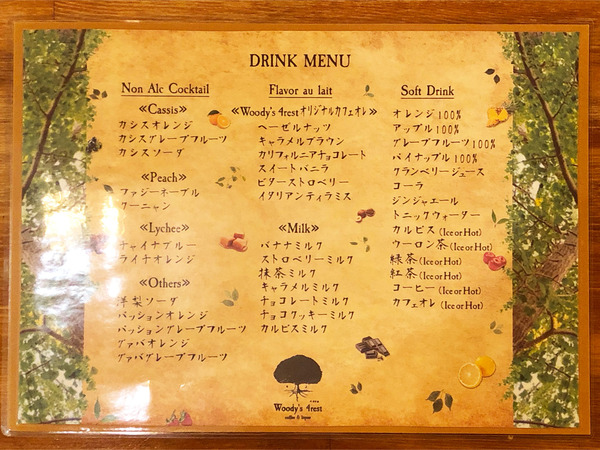 DRINK MENU
Non Alc Cocktail
≪Cassis≫
カシスオレンジ
カシスグレープフルーツ
カシスソーダ
≪Peach≫
ファジーネーブル
クーニャン
≪Lychee≫
チャイナブルー
ライチオレンジ
≪Others≫
洋梨ソーダ
パッションオレンジ
パッショングレープフルーツ
グァバオレンジ
グァバグレープフルーツ
Flavor au lait
≪Woody's 4restオリジナルカフェオレ≫
ヘーゼルナッツ
キャラメルブラウン
カリフォルニアチョコレート
スイートバニラ
ビターストロベリー
イタリアンティラミス
≪Milk≫
バナナミルク
ストロベリーミルク
抹茶ミルク
キャラメルミルク
チョコレートミルク
チョコクッキーミルク
カルピスミルク
Soft Drink
オレンジ100%
アップル100%
グレープフルーツ100%
パイナップル100%
クランベリージュース
コーラ
ジンジャエール
トニックウォーター
カルピス(Ice or Hot)
ウーロン茶(Ice or Hot)
緑茶(Ice or Hot)
紅茶(Ice or Hot)
コーヒー(Ice or Hot)
カフェオレ(Ice or Hot)
Woody's 4rest